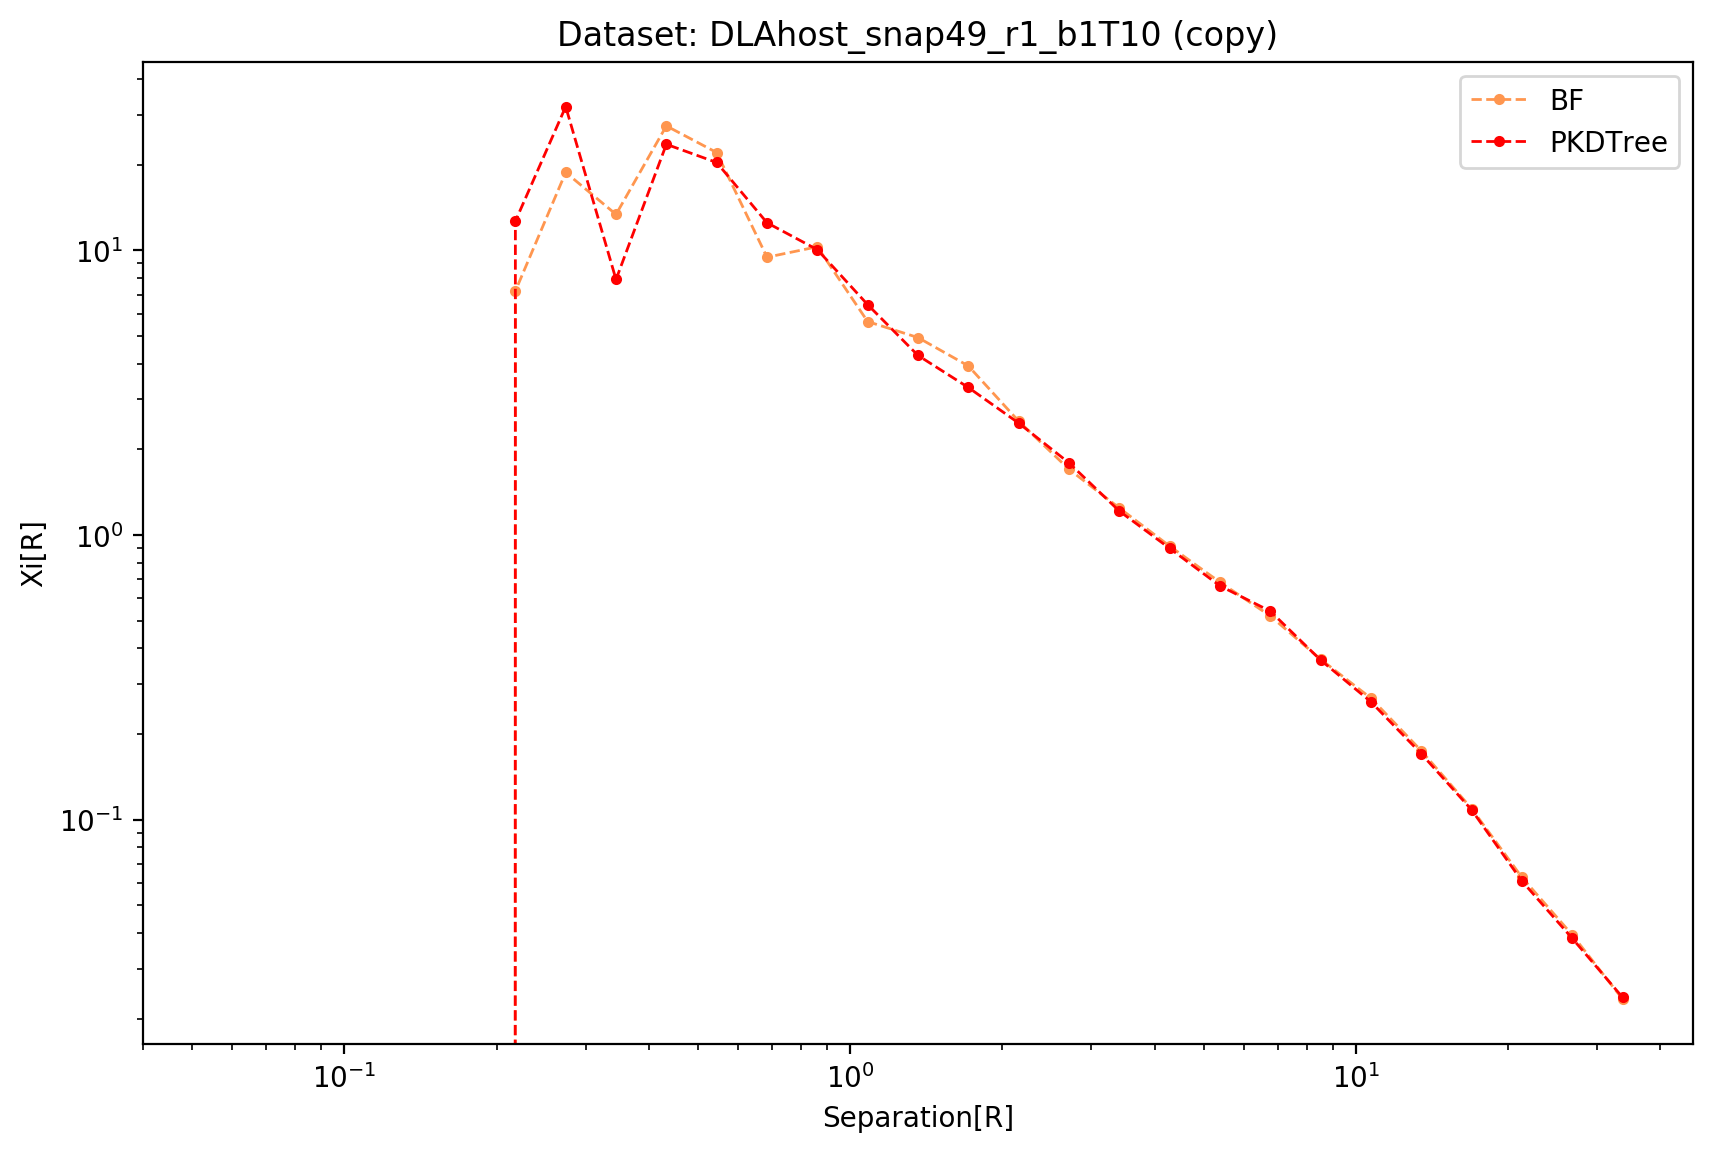 Dataset: DLAhost_snap49_r1_b1T10 (copy)
BF
PKDTree
Xi[R]
10¹
10⁰
10⁻¹
10⁻¹
10⁰
10¹
Separation[R]